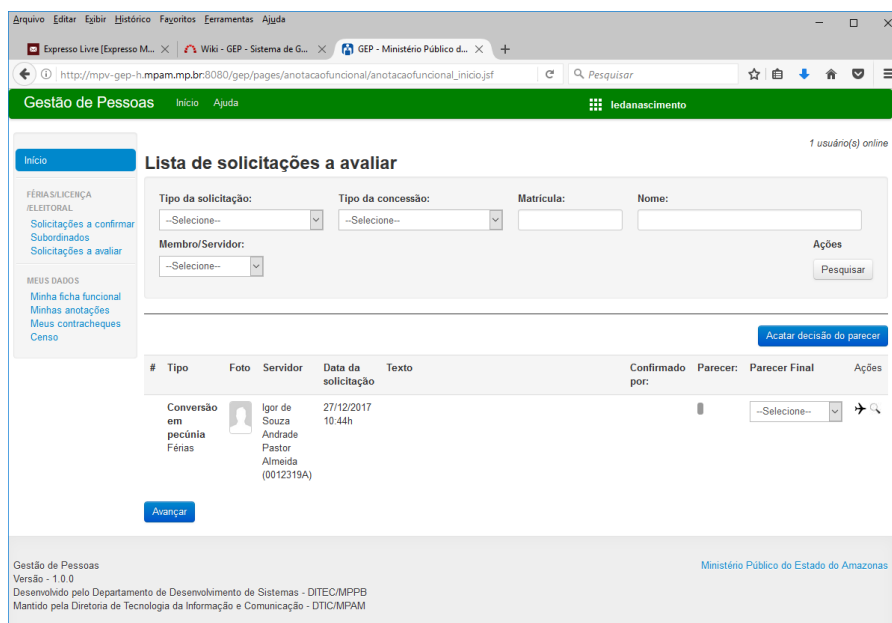 Arquivo Editar Exibir Histórico Favoritos Ferramentas Ajuda
Expresso Livre [Expresso M... Wiki - GEP - Sistema de G... GEP - Ministério Público d...
http://mpv-gep-h.mpam.mp.br:8080/gep/pages/anotacaofuncional/anotacaofuncional_inicio.jsf Pesquisar
Gestão de Pessoas Início Ajuda ledanascimento
1 usuário(s) online
Início
Lista de solicitações a avaliar
FÉRIAS/LICENÇA
/ELEITORAL
Solicitações a confirmar
Subordinados
Solicitações a avaliar
MEUS DADOS
Minha ficha funcional
Minhas anotações
Meus contracheques
Censo
Tipo da solicitação: Tipo da concessão: Matrícula: Nome:
--Selecione-- --Selecione--
Membro/Servidor: Ações
--Selecione-- Pesquisar
Acatar decisão do parecer
# Tipo Foto Servidor Data da Texto Confirmado Parecer: Parecer Final Ações
solicitação por:
Conversão Igor de 27/12/2017
em Souza 10:44h --Selecione--
pecúnia Andrade
Férias Pastor
Almeida
(0012319A)
Avançar
Gestão de Pessoas Ministério Público do Estado do Amazonas
Versão - 1.0.0
Desenvolvido pelo Departamento de Desenvolvimento de Sistemas - DITEC/MPPB
Mantido pela Diretoria de Tecnologia da Informação e Comunicação - DTIC/MPAM